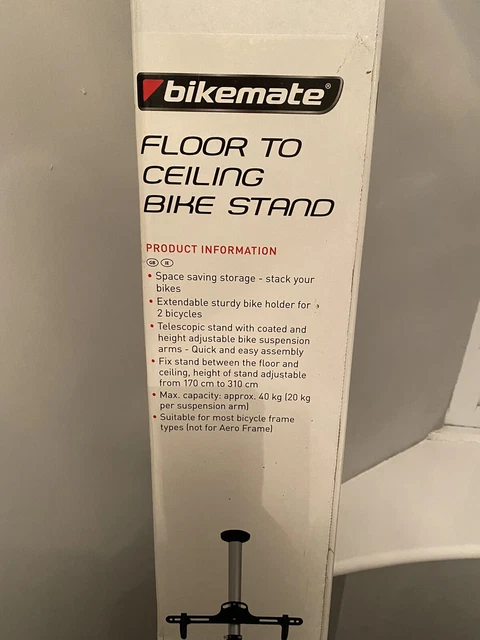 bikemate®
FLOOR TO
CEILING
BIKE STAND
PRODUCT INFORMATION
GB IE
• Space saving storage - stack your
bikes
• Extendable sturdy bike holder for
2 bicycles
• Telescopic stand with coated and
height adjustable bike suspension
arms - Quick and easy assembly
• Fix stand between the floor and
ceiling, height of stand adjustable
from 170 cm to 310 cm
• Max. capacity: approx. 40 kg (20 kg
per suspension arm)
• Suitable for most bicycle frame
types (not for Aero Frame)